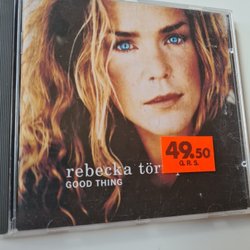 rebecka tör
GOOD THING
49.50
G.R.S.